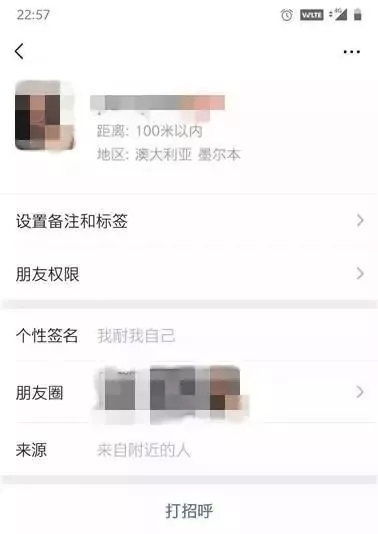 22:57
VoLTE 4G
距离: 100米以内
地区: 澳大利亚 墨尔本
设置备注和标签
朋友权限
个性签名 我耐我自己
朋友圈
来源 来自附近的人
打招呼